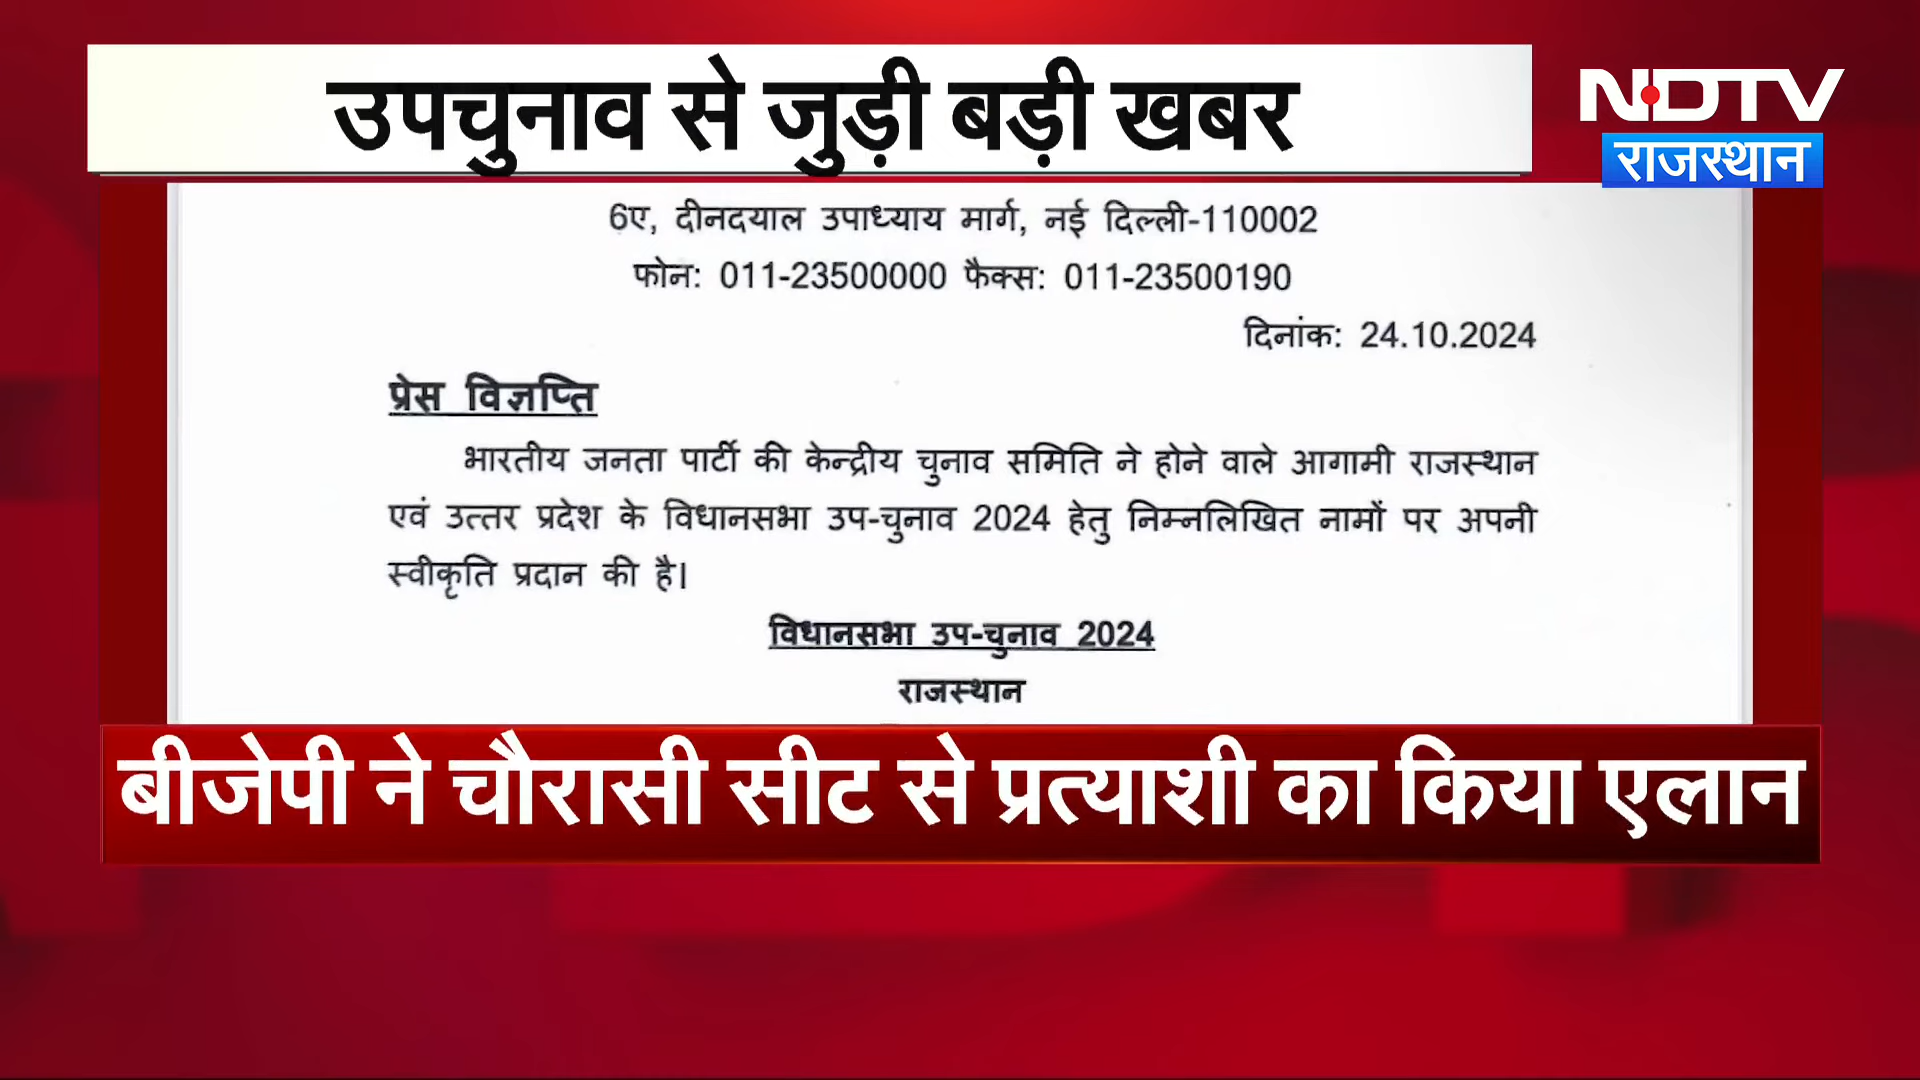 उपचुनाव से जुड़ी बड़ी खबर
NDTV
राजस्थान
6ए, दीनदयाल उपाध्याय मार्ग, नई दिल्ली-110002
फोन: 011-23500000 फैक्स: 011-23500190
दिनांक: 24.10.2024
प्रेस विज्ञप्ति
भारतीय जनता पार्टी की केन्द्रीय चुनाव समिति ने होने वाले आगामी राजस्थान
एवं उत्तर प्रदेश के विधानसभा उप-चुनाव 2024 हेतु निम्नलिखित नामों पर अपनी
स्वीकृति प्रदान की है।
विधानसभा उप-चुनाव 2024
राजस्थान
बीजेपी ने चौरासी सीट से प्रत्याशी का किया एलान